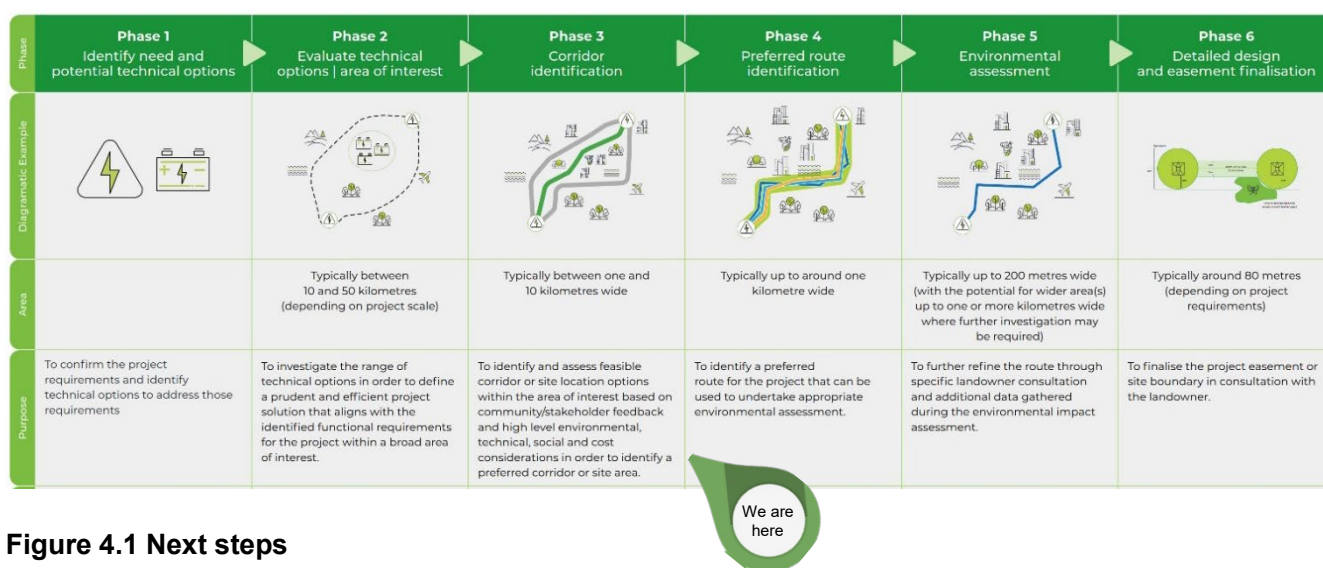 Phase
Phase 1
Identify need and
potential technical options
Phase 2
Evaluate technical
options | area of interest
Phase 3
Corridor
identification
Phase 4
Preferred route
identification
Phase 5
Environmental
assessment
Phase 6
Detailed design
and easement finalisation
Diagramatic Example
Area
Typically between
10 and 50 kilometres
(depending on project scale)
Typically between one and
10 kilometres wide
Typically up to around one
kilometre wide
Typically up to 200 metres wide
(with the potential for wider area(s)
up to one or more kilometres wide
where further investigation may
be required)
Typically around 80 metres
(depending on project
requirements)
Purpose
To confirm the project
requirements and identify
technical options to address those
requirements
To investigate the range of
technical options in order to define
a prudent and efficient project
solution that aligns with the
identified functional requirements
for the project within a broad area
of interest.
To identify and assess feasible
corridor or site location options
within the area of interest based on
community/stakeholder feedback
and high level environmental,
technical, social and cost
considerations in order to identify a
preferred corridor or site area.
To identify a preferred
route for the project that can be
used to undertake appropriate
environmental assessment.
To further refine the route through
specific landowner consultation
and additional data gathered
during the environmental impact
assessment.
To finalise the project easement or
site boundary in consultation with
the landowner.
We are
here
Figure 4.1 Next steps